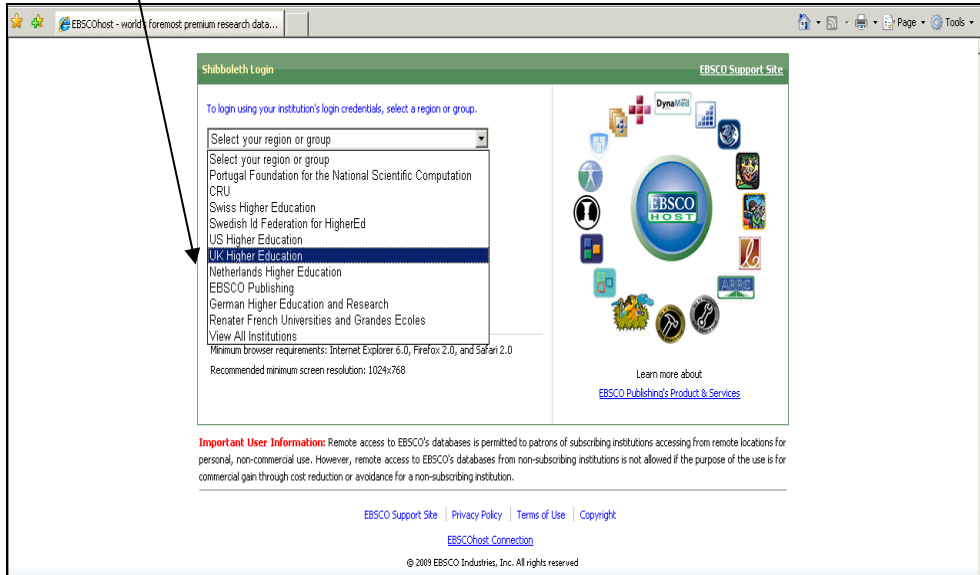 EBSCOhost - world's foremost premium research data...
Page
Tools
Shibboleth Login
EBSCO Support Site
To login using your institution's login credentials, select a region or group.
Select your region or group
Select your region or group
Portugal Foundation for the National Scientific Computation
CRU
Swiss Higher Education
Swedish Id Federation for HigherEd
US Higher Education
UK Higher Education
Netherlands Higher Education
EBSCO Publishing
German Higher Education and Research
Renater French Universities and Grandes Ecoles
View All Institutions
Minimum browser requirements: Internet Explorer 6.0, Firefox 2.0, and Safari 2.0
Recommended minimum screen resolution: 1024x768
DynaMed
EBSCO
HOST
Learn more about
EBSCO Publishing's Product & Services
Important User Information: Remote access to EBSCO's databases is permitted to patrons of subscribing institutions accessing from remote locations for
personal, non-commercial use. However, remote access to EBSCO's databases from non-subscribing institutions is not allowed if the purpose of the use is for
commercial gain through cost reduction or avoidance for a non-subscribing institution.
EBSCO Support Site | Privacy Policy | Terms of Use | Copyright
EBSCOhost Connection
© 2009 EBSCO Industries, Inc. All rights reserved